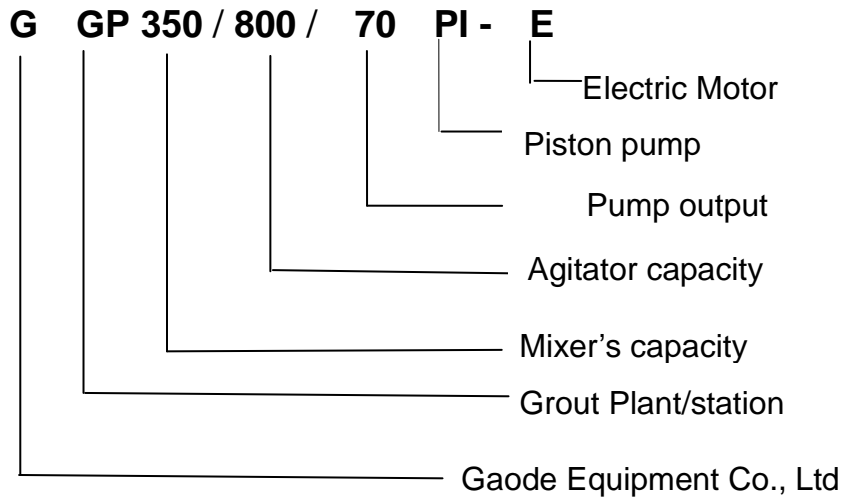 G GP 350 / 800 / 70 PI - E
Electric Motor
Piston pump
Pump output
Agitator capacity
Mixer’s capacity
Grout Plant/station
Gaode Equipment Co., Ltd